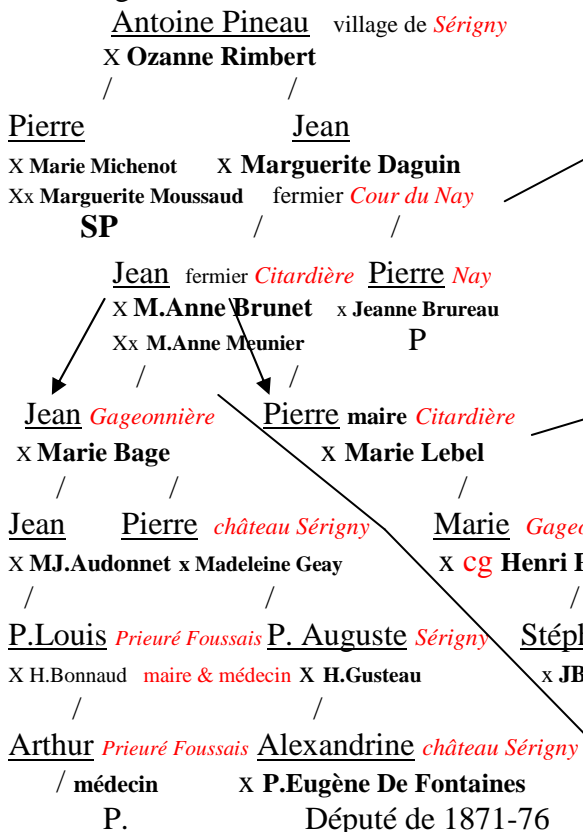 Antoine Pineau village de Sérigny
X Ozanne Rimbert
/ /
Pierre Jean
X Marie Michenot X Marguerite Daguin
Xx Marguerite Moussaud fermier Cour du Nay
SP / /
Jean fermier Citardière Pierre Nay
X M.Anne Brunet x Jeanne Brureau
Xx M.Anne Meunier P
/ /
Jean Gageonnière Pierre maire Citardière
X Marie Bage X Marie Lebel
/ / /
Jean Pierre château Sérigny Marie
X MJ.Audonnet x Madeleine Geay x cg Henri
/ / /
P.Louis Prieuré Foussais P. Auguste Sérigny
X H.Bonnaud maire & médecin X H.Gusteau x JB
/ /
Arthur Prieuré Foussais Alexandrine château Sérigny
/ médecin X P.Eugène De Fontaines
P. Député de 1871-76